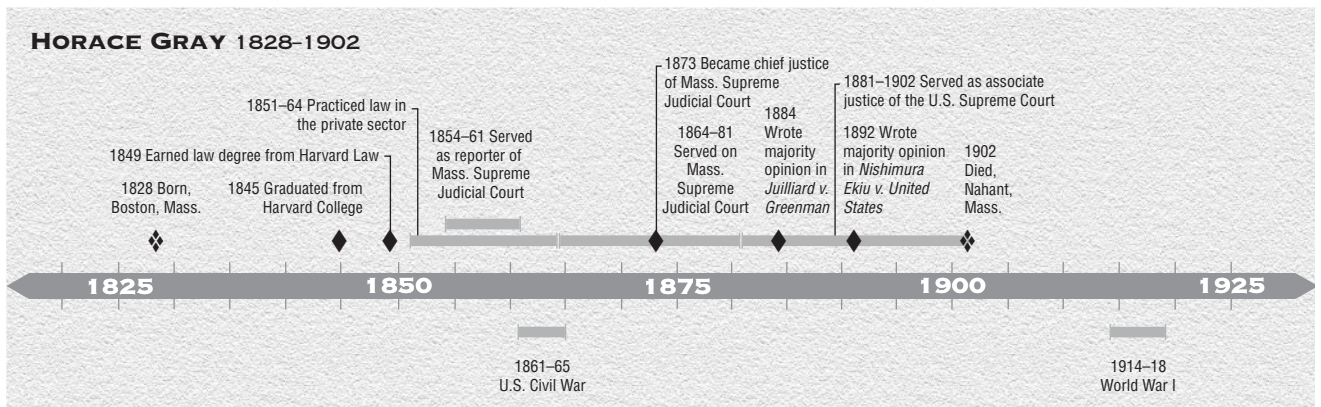 HORACE GRAY 1828–1902
1828 Born,
Boston, Mass.
1845 Graduated from
Harvard College
1849 Earned law degree from Harvard Law
1851–64 Practiced law in
the private sector
1854–61 Served
as reporter of
Mass. Supreme
Judicial Court
1873 Became chief justice
of Mass. Supreme
Judicial Court
1864–81
Served on
Mass.
Supreme
Judicial Court
1884
Wrote
majority
opinion in
Juilliard v.
Greenman
1881–1902 Served as associate
justice of the U.S. Supreme Court
1892 Wrote
majority opinion
in Nishimura
Ekiu v. United
States
1902
Died,
Nahant,
Mass.
1825
1850
1875
1900
1925
1861–65
U.S. Civil War
1914–18
World War I